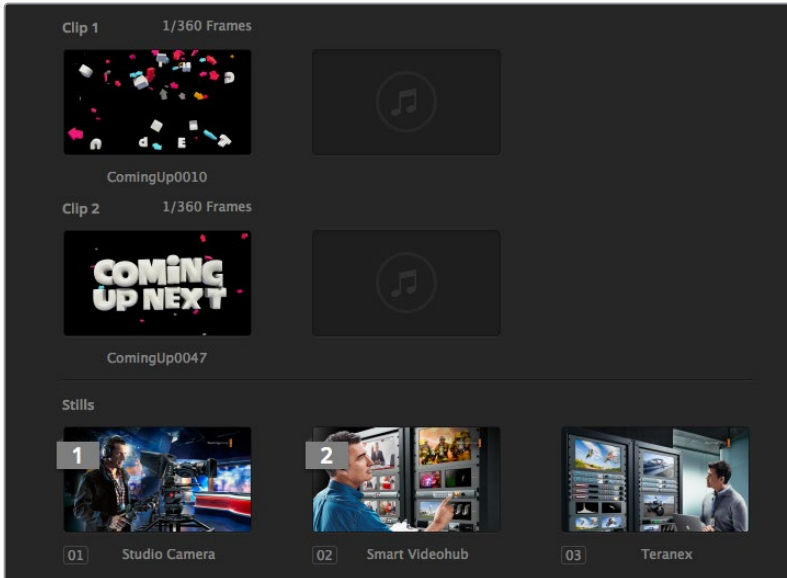 Clip 1 1/360 Frames
ComingUp0010
Clip 2 1/360 Frames
COMiNG
UP NEXT
ComingUp0047
Stills
1
2
01 Studio Camera
02 Smart Videohub
03 Teranex